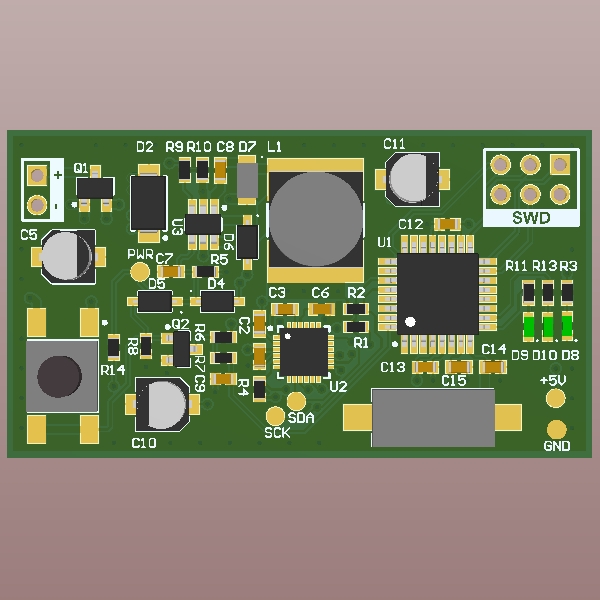 D2 R9 R10 C8 D7 L1 C11
Q1
+
-
SWD
U3
D6
C5
C12
U1
PWR
C7
R5
R11 R13 R3
D5
D4
C3
C6
R2
C2
Q2
R6
R8
R1
R14
R7
C9
R4
U2
D9 D10 D8
C13
C15
C14
+5V
SDA
SCK
C10
GND